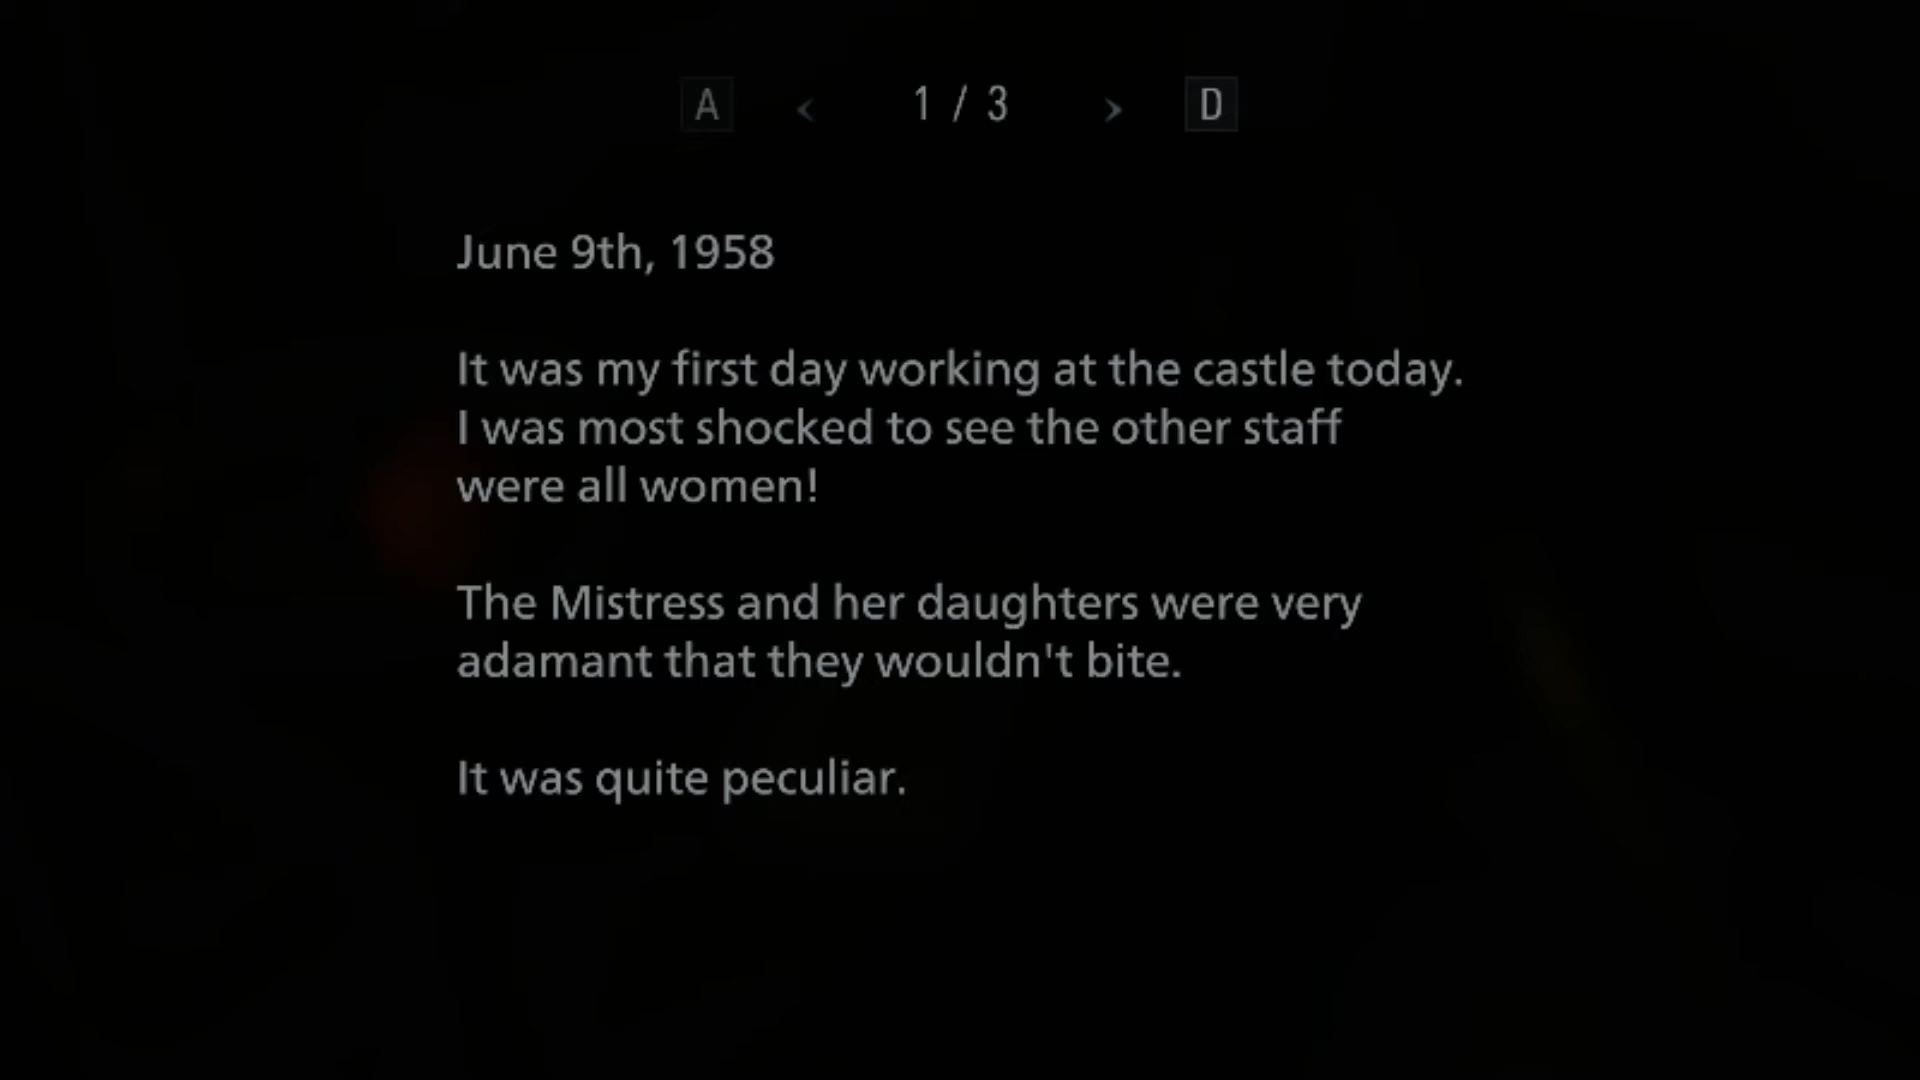 A < 1 / 3 > D
June 9th, 1958
It was my first day working at the castle today.
I was most shocked to see the other staff
were all women!
The Mistress and her daughters were very
adamant that they wouldn't bite.
It was quite peculiar.